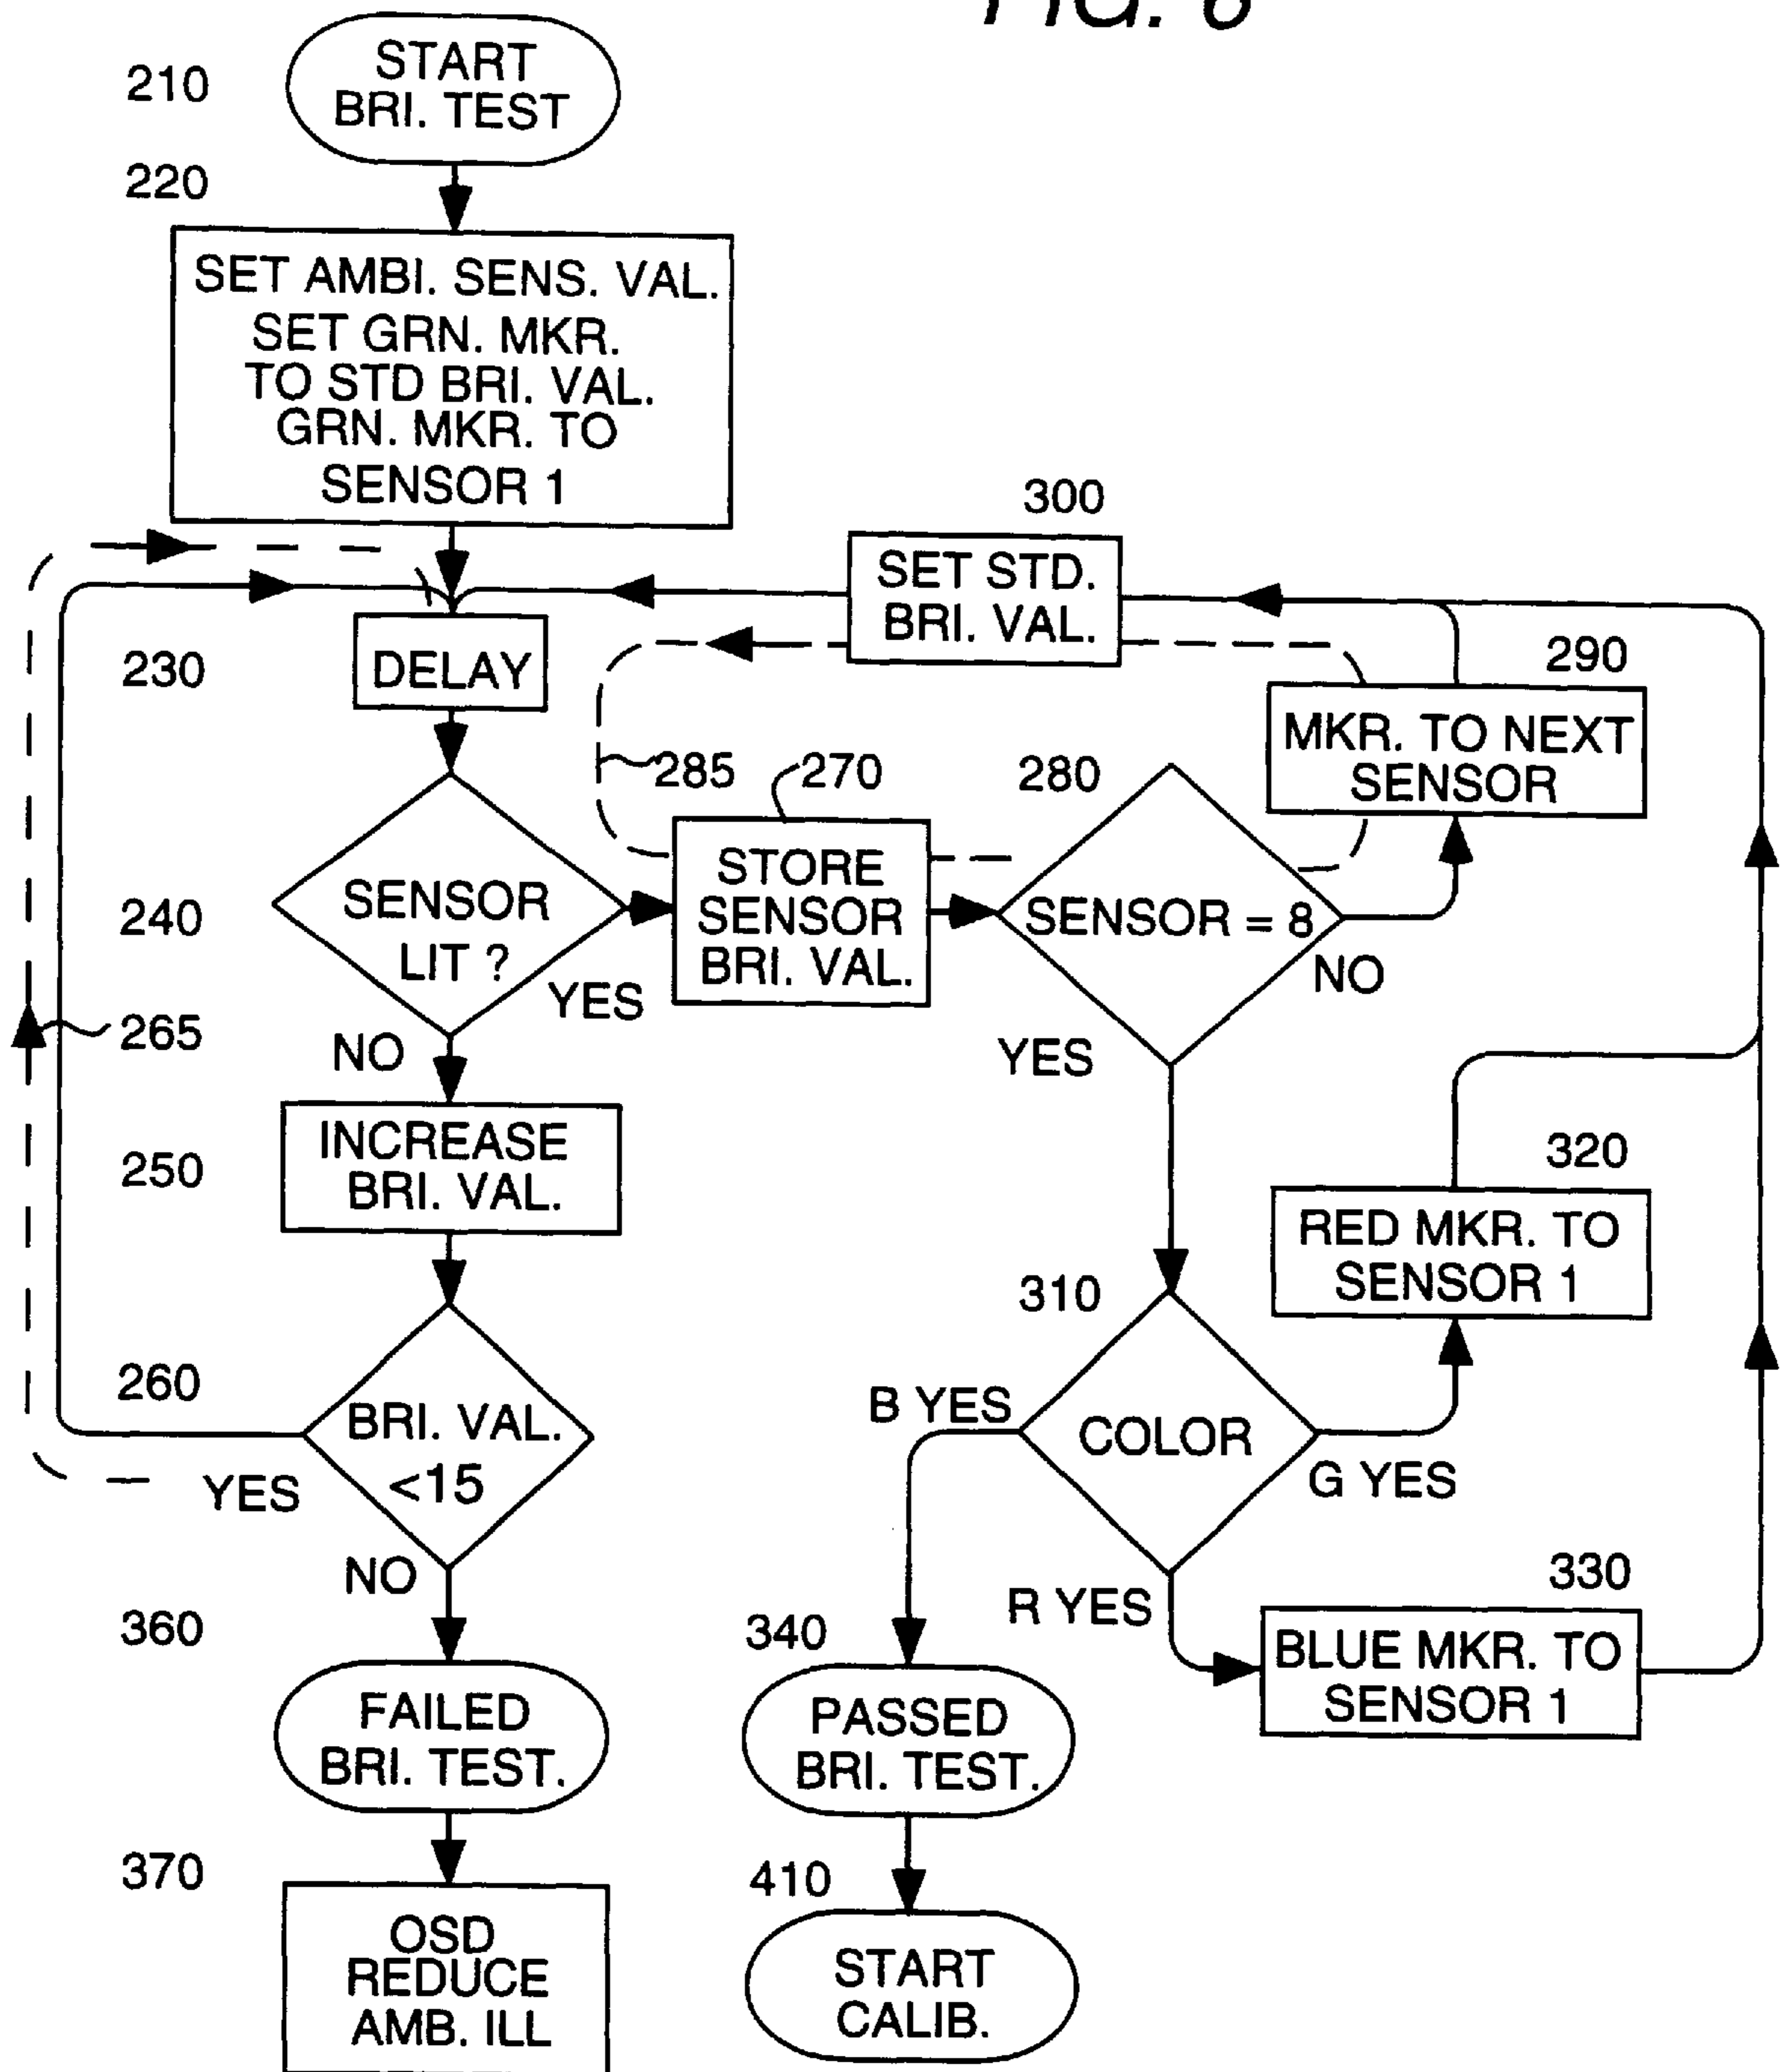 FIG. 6
210
START
BRI. TEST
220
SET AMBI. SENS. VAL.
SET GRN. MKR.
TO STD BRI. VAL.
GRN. MKR. TO
SENSOR 1
300
SET STD.
BRI. VAL.
230
DELAY
290
MKR. TO NEXT
SENSOR
285
270
280
240
SENSOR
LIT ?
YES
NO
STORE
SENSOR
BRI. VAL.
SENSOR = 8
NO
YES
265
250
INCREASE
BRI. VAL.
320
RED MKR. TO
SENSOR 1
310
COLOR
B YES
G YES
R YES
260
BRI. VAL.
<15
YES
NO
330
BLUE MKR. TO
SENSOR 1
360
FAILED
BRI. TEST.
340
PASSED
BRI. TEST.
370
OSD
REDUCE
AMB. ILL
410
START
CALIB.